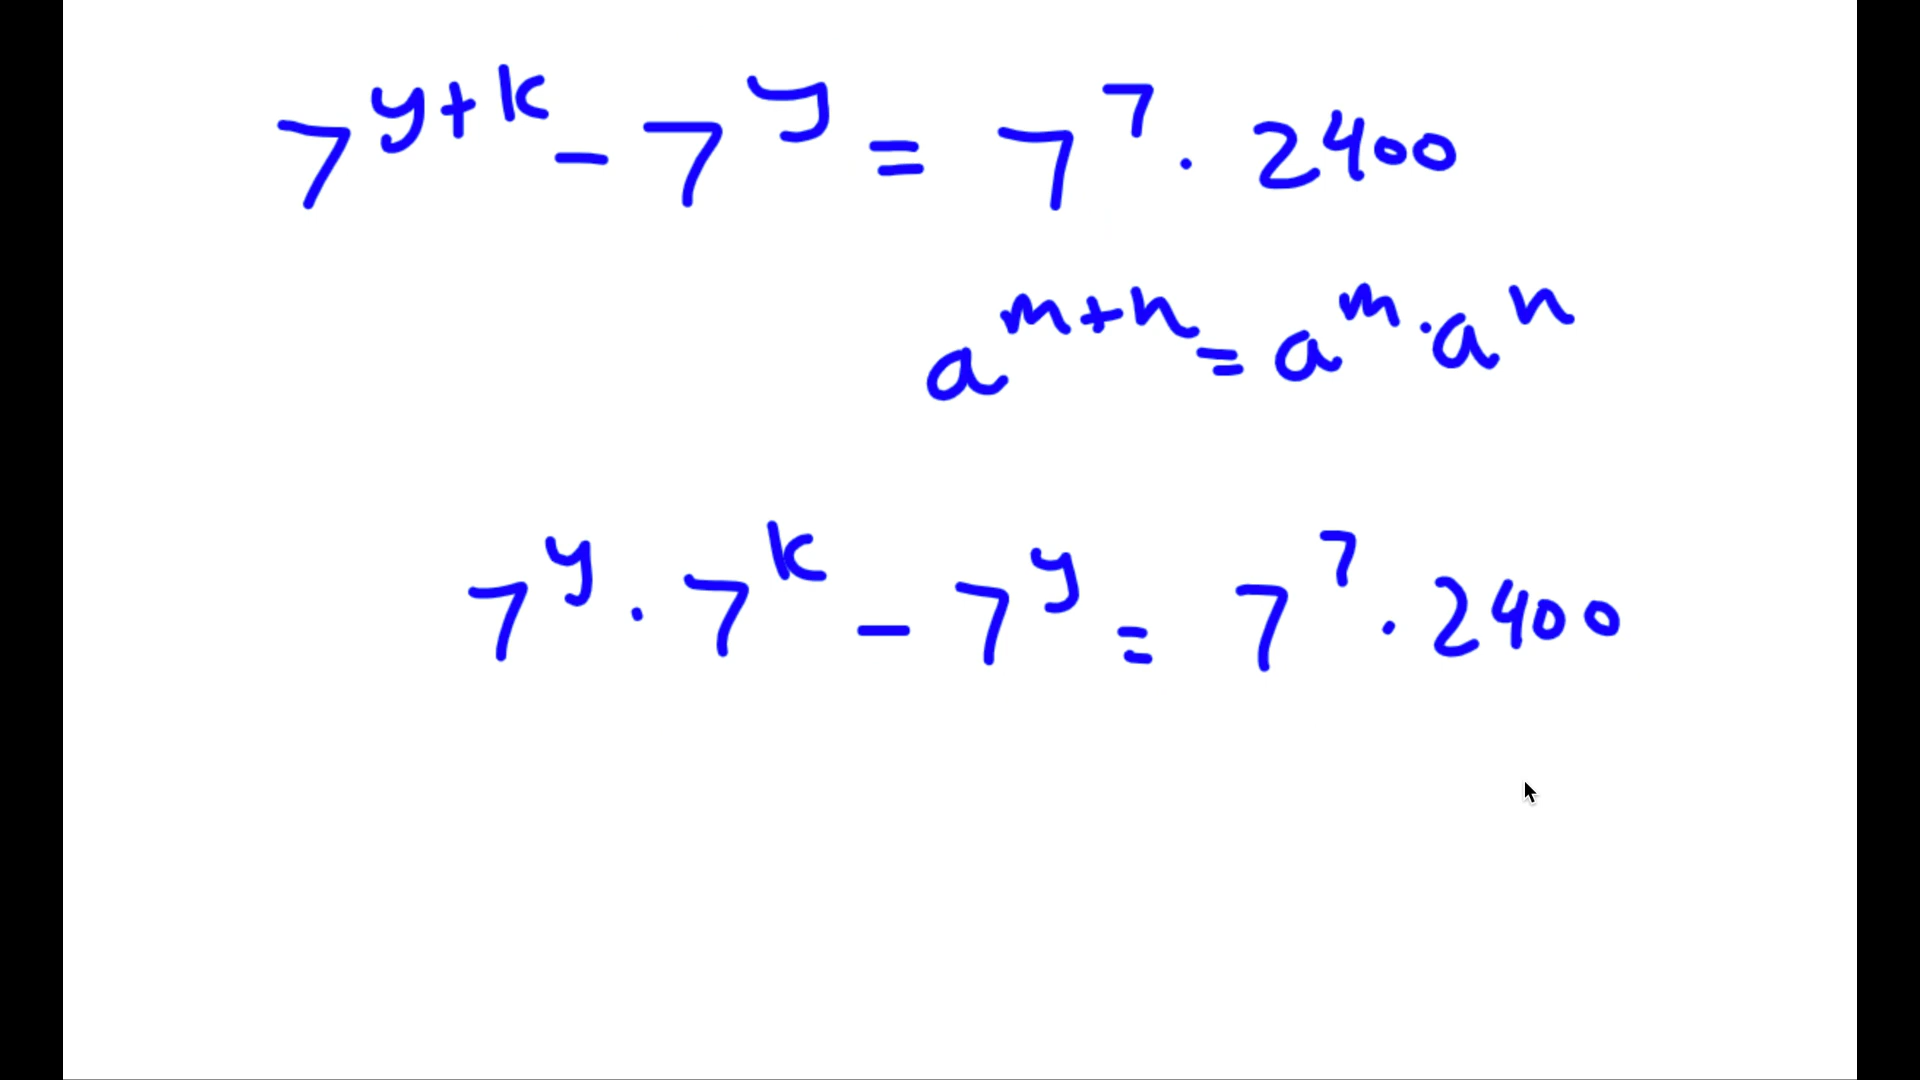 7^{y+k} - 7^y = 7^7 · 2400
a^{m+n} = a^m · a^n
7^y · 7^k - 7^y = 7^7 · 2400